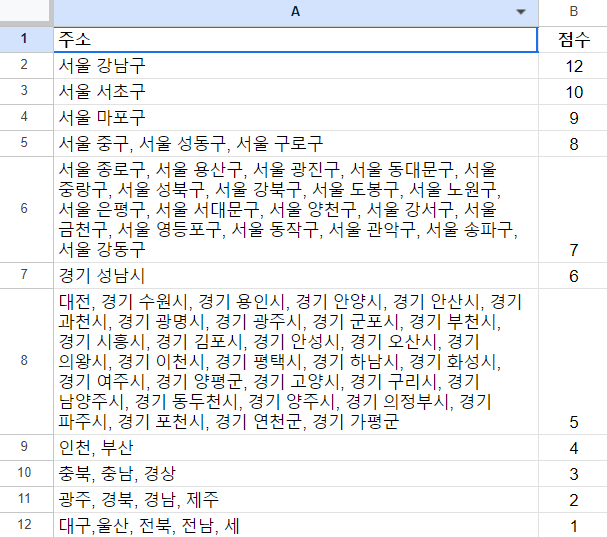 A B
1 주소 점수
2 서울 강남구 12
3 서울 서초구 10
4 서울 마포구 9
5 서울 중구, 서울 성동구, 서울 구로구 8
서울 종로구, 서울 용산구, 서울 광진구, 서울 동대문구, 서울
중랑구, 서울 성북구, 서울 강북구, 서울 도봉구, 서울 노원구,
6 서울 은평구, 서울 서대문구, 서울 양천구, 서울 강서구, 서울
금천구, 서울 영등포구, 서울 동작구, 서울 관악구, 서울 송파구,
서울 강동구 7
7 경기 성남시 6
대전, 경기 수원시, 경기 용인시, 경기 안양시, 경기 안산시, 경기
과천시, 경기 광명시, 경기 광주시, 경기 군포시, 경기 부천시,
경기 시흥시, 경기 김포시, 경기 안성시, 경기 오산시, 경기
8 의왕시, 경기 이천시, 경기 평택시, 경기 하남시, 경기 화성시,
경기 여주시, 경기 양평군, 경기 고양시, 경기 구리시, 경기
남양주시, 경기 동두천시, 경기 양주시, 경기 의정부시, 경기
파주시, 경기 포천시, 경기 연천군, 경기 가평군 5
9 인천, 부산 4
10 충북, 충남, 경상 3
11 광주, 경북, 경남, 제주 2
12 대구,울산, 전북, 전남, 세 1